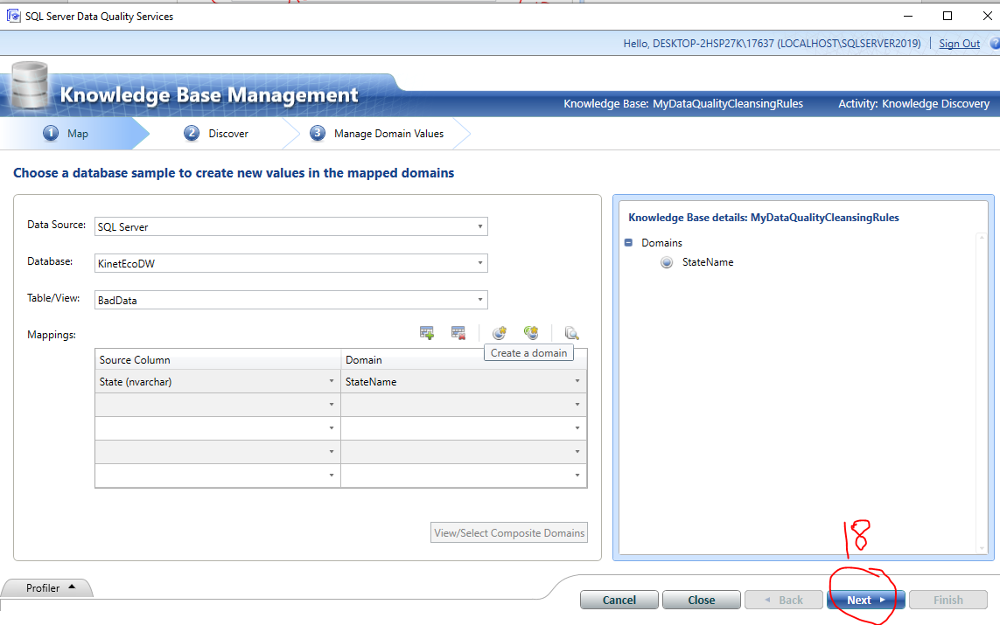 SQL Server Data Quality Services
Hello, DESKTOP-2HSP27K\17637 (LOCALHOST\SQLSERVER2019) Sign Out ?
Knowledge Base Management
Knowledge Base: MyDataQualityCleansingRules Activity: Knowledge Discovery
1 Map 2 Discover 3 Manage Domain Values
Choose a database sample to create new values in the mapped domains
Data Source: SQL Server
Database: KinetEcoDW
Table/View: BadData
Mappings:
Create a domain
Source Column Domain
State (nvarchar) StateName
View/Select Composite Domains
Knowledge Base details: MyDataQualityCleansingRules
Domains
StateName
18
Profiler
Cancel Close Back Next Finish